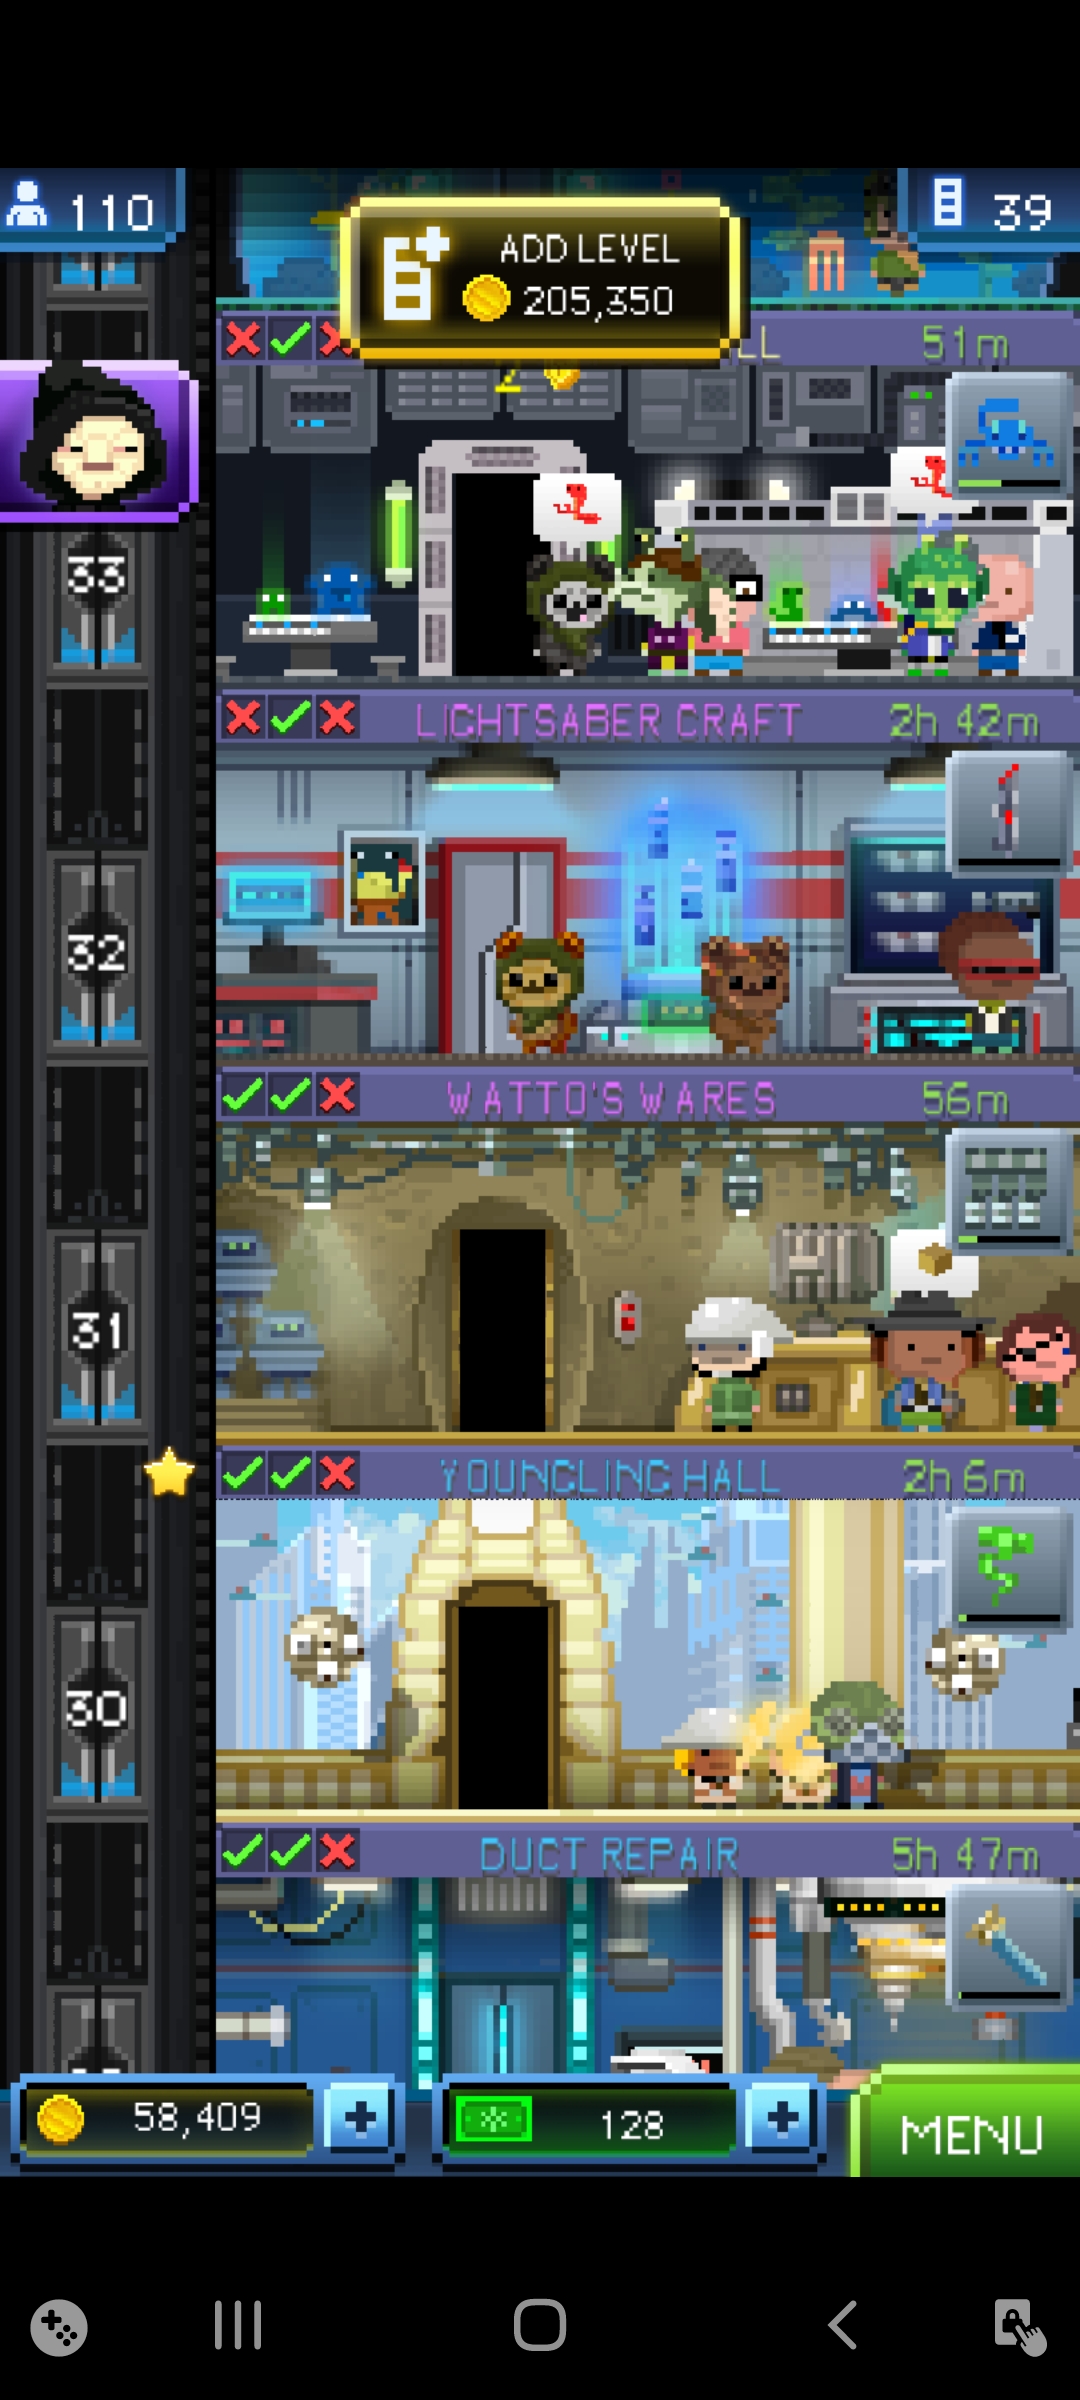 110
ADD LEVEL
205,350
39
LL
51m
2
33
LIGHTSABER CRAFT
2h 42m
32
WATTO'S WARES
56m
31
YOUNGLING HALL
2h 6m
30
DUCT REPAIR
5h 47m
58,409
128
MENU